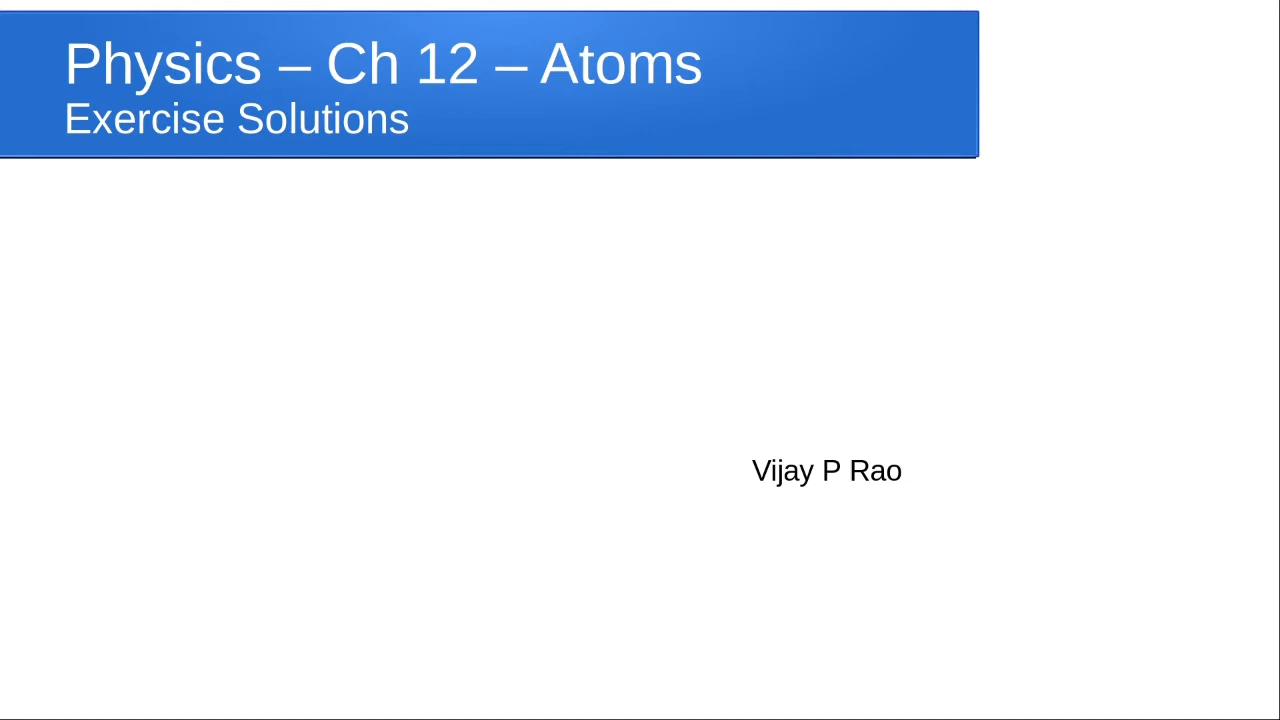 Physics – Ch 12 – Atoms
Exercise Solutions
Vijay P Rao